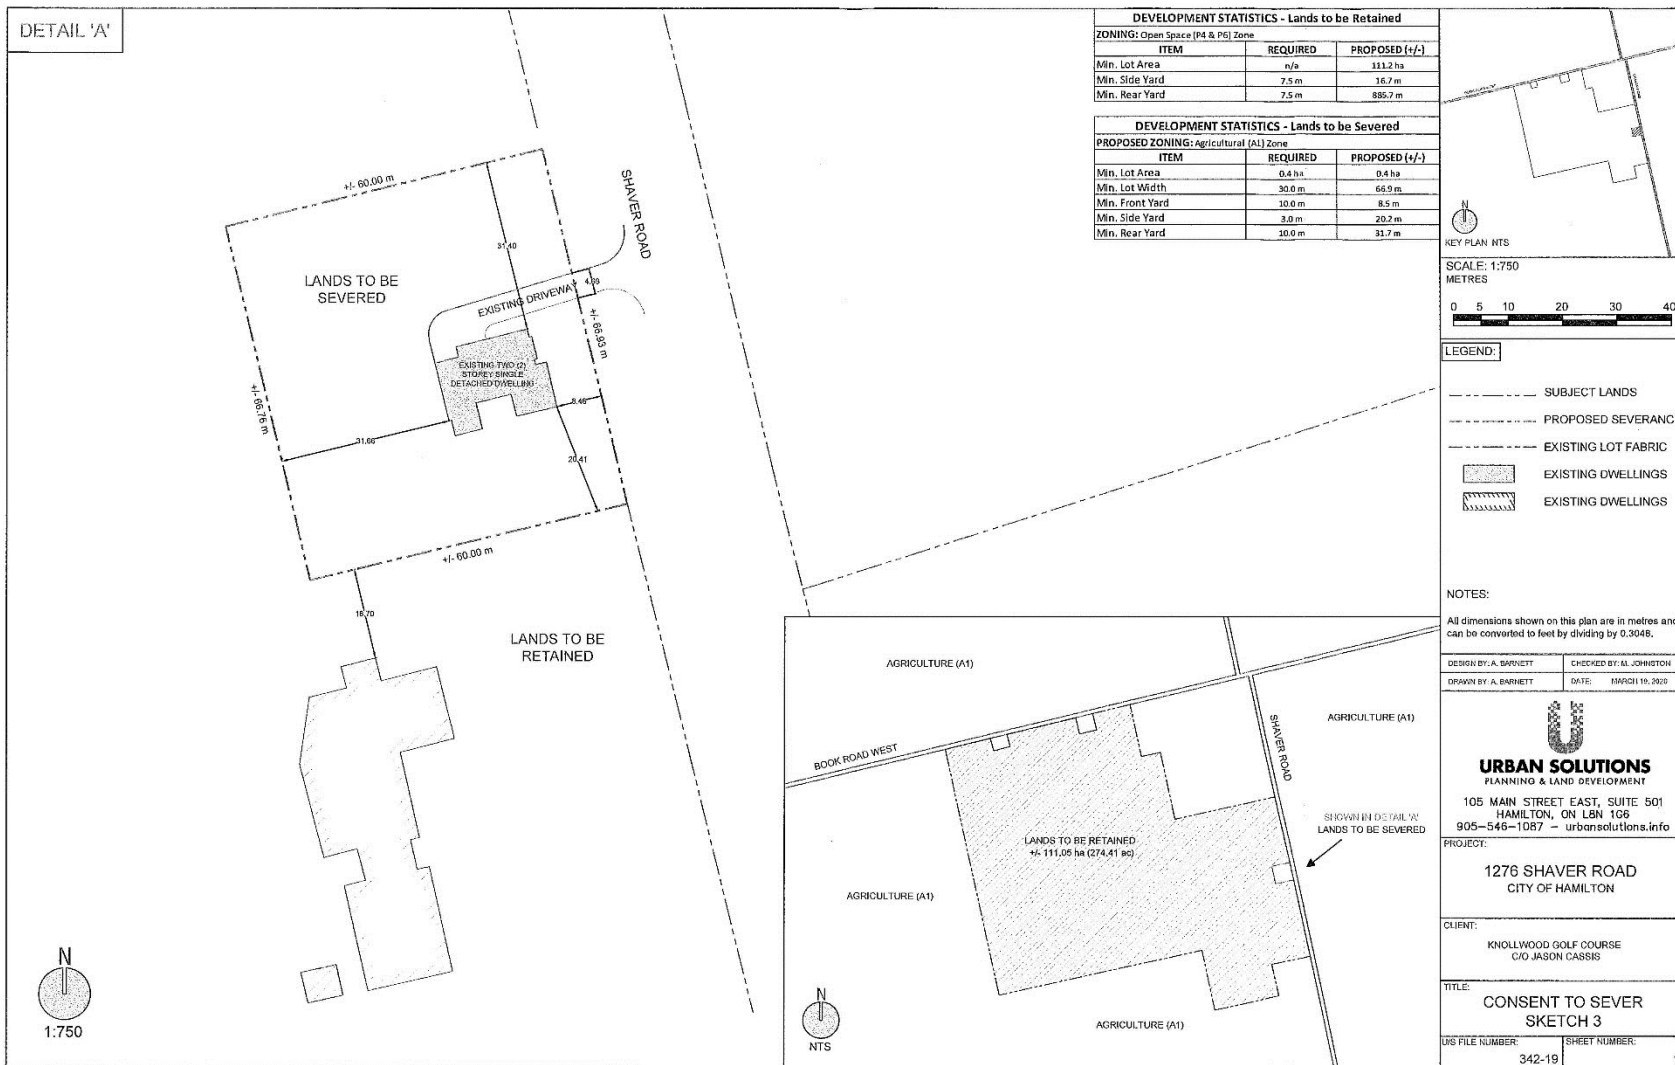 DETAIL 'A'
+/- 60.00 m
SHAVER ROAD
31.40
LANDS TO BE
SEVERED
EXISTING DRIVEWAY
+/- 66.93 m
EXISTING TWO (2)
STOREY SINGLE
DETACHED DWELLING
+/- 66.76 m
8.46
31.66
20.41
+/- 60.00 m
16.70
LANDS TO BE
RETAINED
N
1:750
DEVELOPMENT STATISTICS - Lands to be Retained
ZONING: Open Space (P4 & P6) Zone
ITEM REQUIRED PROPOSED (+/-)
Min. Lot Area n/a 111.2 ha
Min. Side Yard 7.5 m 16.7 m
Min. Rear Yard 7.5 m 885.7 m
DEVELOPMENT STATISTICS - Lands to be Severed
PROPOSED ZONING: Agricultural (A1) Zone
ITEM REQUIRED PROPOSED (+/-)
Min. Lot Area 0.4 ha 0.4 ha
Min. Lot Width 30.0 m 66.9 m
Min. Front Yard 10.0 m 8.5 m
Min. Side Yard 3.0 m 20.2 m
Min. Rear Yard 10.0 m 31.7 m
AGRICULTURE (A1)
BOOK ROAD WEST
SHAVER ROAD
AGRICULTURE (A1)
SHOWN IN DETAIL 'A'
LANDS TO BE SEVERED
LANDS TO BE RETAINED
+/- 111.05 ha (274.41 ac)
AGRICULTURE (A1)
AGRICULTURE (A1)
N
NTS
N
KEY PLAN NTS
SCALE: 1:750
METRES
0 5 10 20 30 40
LEGEND:
SUBJECT LANDS
PROPOSED SEVERANC
EXISTING LOT FABRIC
EXISTING DWELLINGS
EXISTING DWELLINGS
NOTES:
All dimensions shown on this plan are in metres and
can be converted to feet by dividing by 0.3048.
DESIGN BY: A. BARNETT CHECKED BY: M. JOHNSTON
DRAWN BY: A. BARNETT DATE: MARCH 19, 2020
URBAN SOLUTIONS
PLANNING & LAND DEVELOPMENT
105 MAIN STREET EAST, SUITE 501
HAMILTON, ON L8N 1G6
905-546-1087 - urbansolutions.info
PROJECT:
1276 SHAVER ROAD
CITY OF HAMILTON
CLIENT:
KNOLLWOOD GOLF COURSE
C/O JASON CASSIS
TITLE:
CONSENT TO SEVER
SKETCH 3
U/S FILE NUMBER: SHEET NUMBER:
342-19